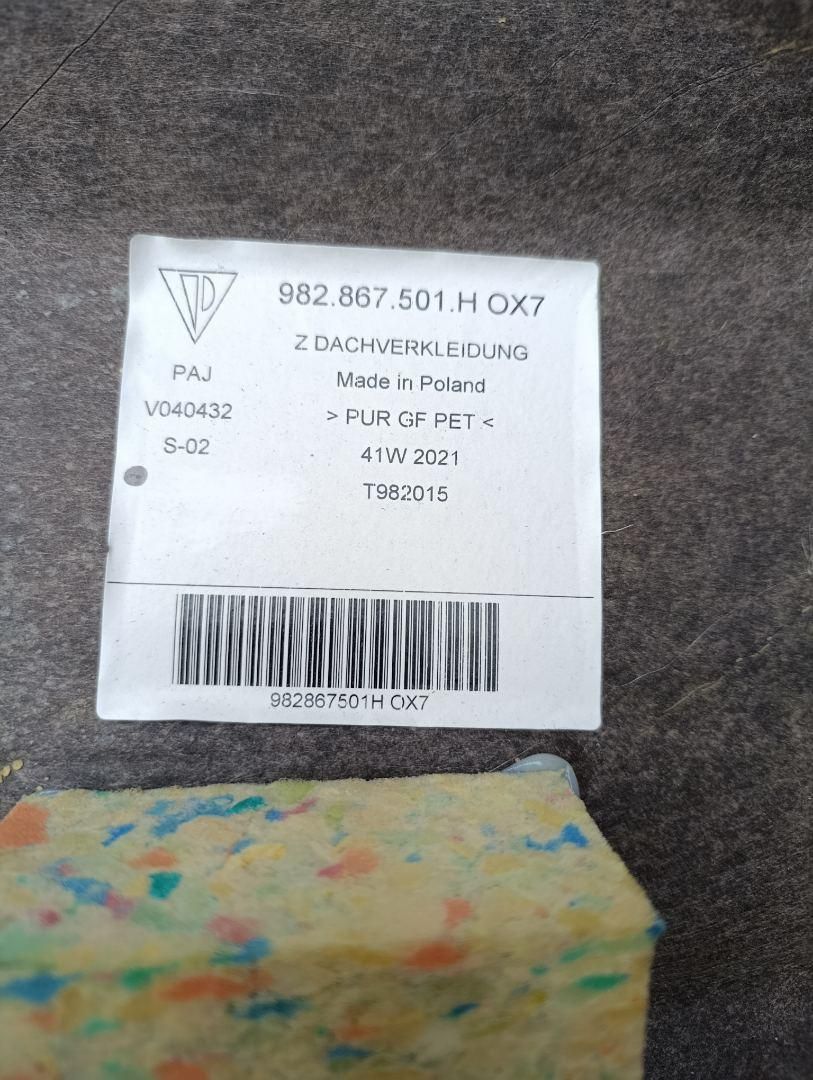 982.867.501.H OX7
Z DACHVERKLEIDUNG
PAJ
Made in Poland
V040432
> PUR GF PET <
S-02
41W 2021
T982015
982867501H OX7